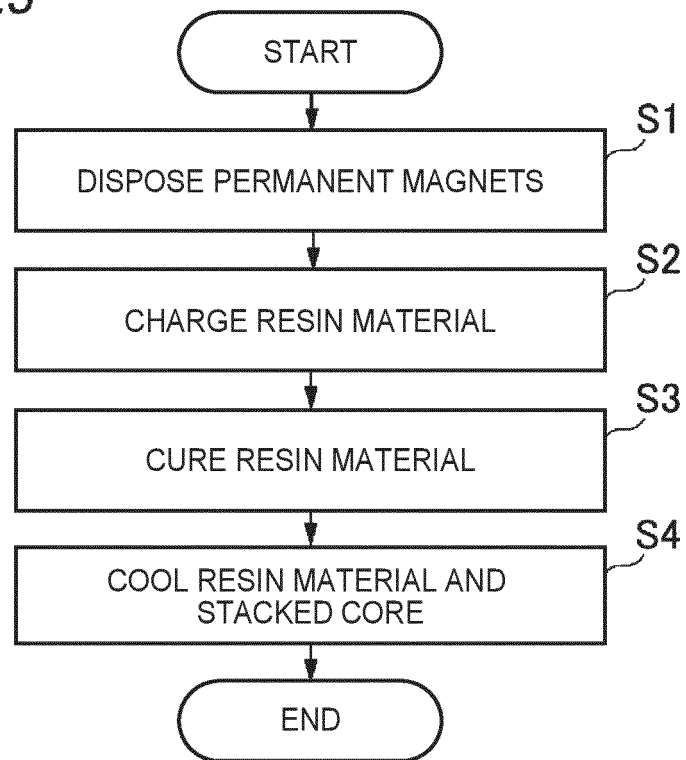 START
S1
DISPOSE PERMANENT MAGNETS
S2
CHARGE RESIN MATERIAL
S3
CURE RESIN MATERIAL
S4
COOL RESIN MATERIAL AND
STACKED CORE
END